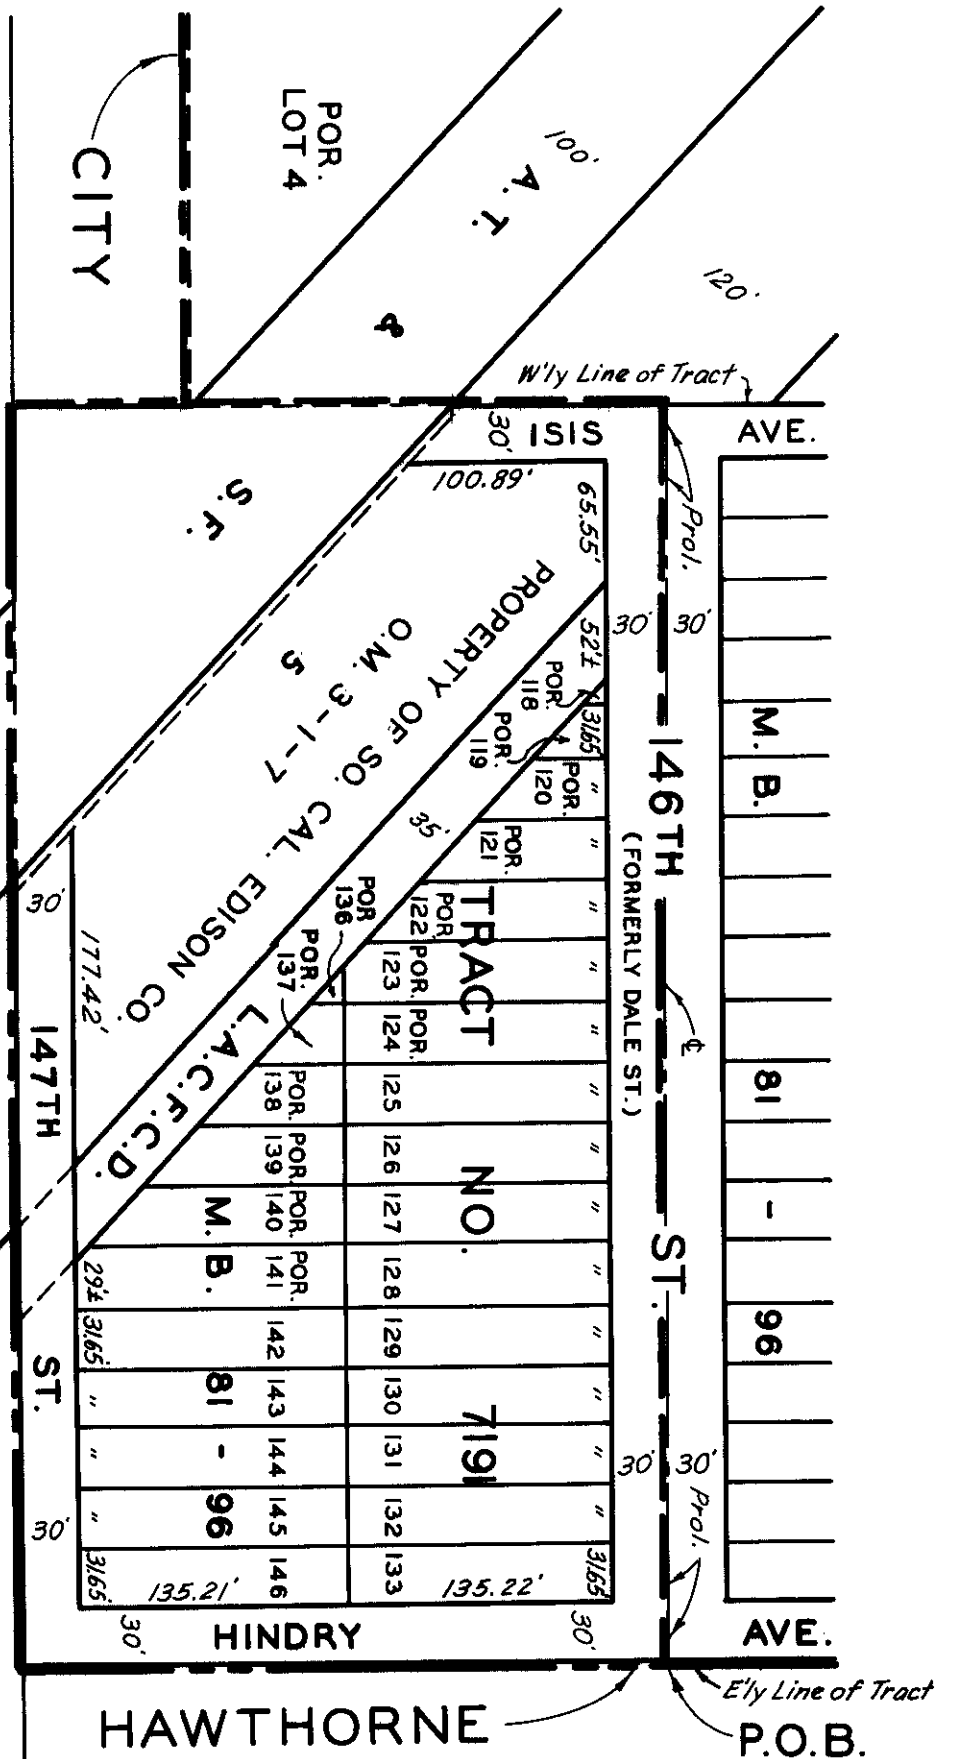 POR.
LOT 4
CITY
100'
A. T.
&
S. F.
120'
W'ly Line of Tract
30'
ISIS
AVE.
100.89'
65.55'
Prol.
30'
30'
52'±
PROPERTY OF SO. CAL. EDISON CO.
O.M. 3-1-7
5
POR.
118
POR.
119
31.65'
POR.
120
"
POR.
121
"
POR
122
"
POR.
123
"
POR.
124
"
125
"
126
"
127
"
128
"
129
"
130
"
131
"
132
"
133
31.65'
35'
POR
136
POR.
137
POR.
138
POR.
139
POR.
140
POR.
141
142
143
144
145
146
L.A.C.F.C.D.
TRACT NO. 7191
M. B. 81 - 96
146TH ST.
(FORMERLY DALE ST.)
℄
M. B. 81 - 96
30'
177.42'
147TH ST.
29'±
31.65'
"
"
"
31.65'
30'
135.21'
135.22'
30'
30'
Prol.
30'
30'
HINDRY
AVE.
E'ly Line of Tract
HAWTHORNE
P.O.B.